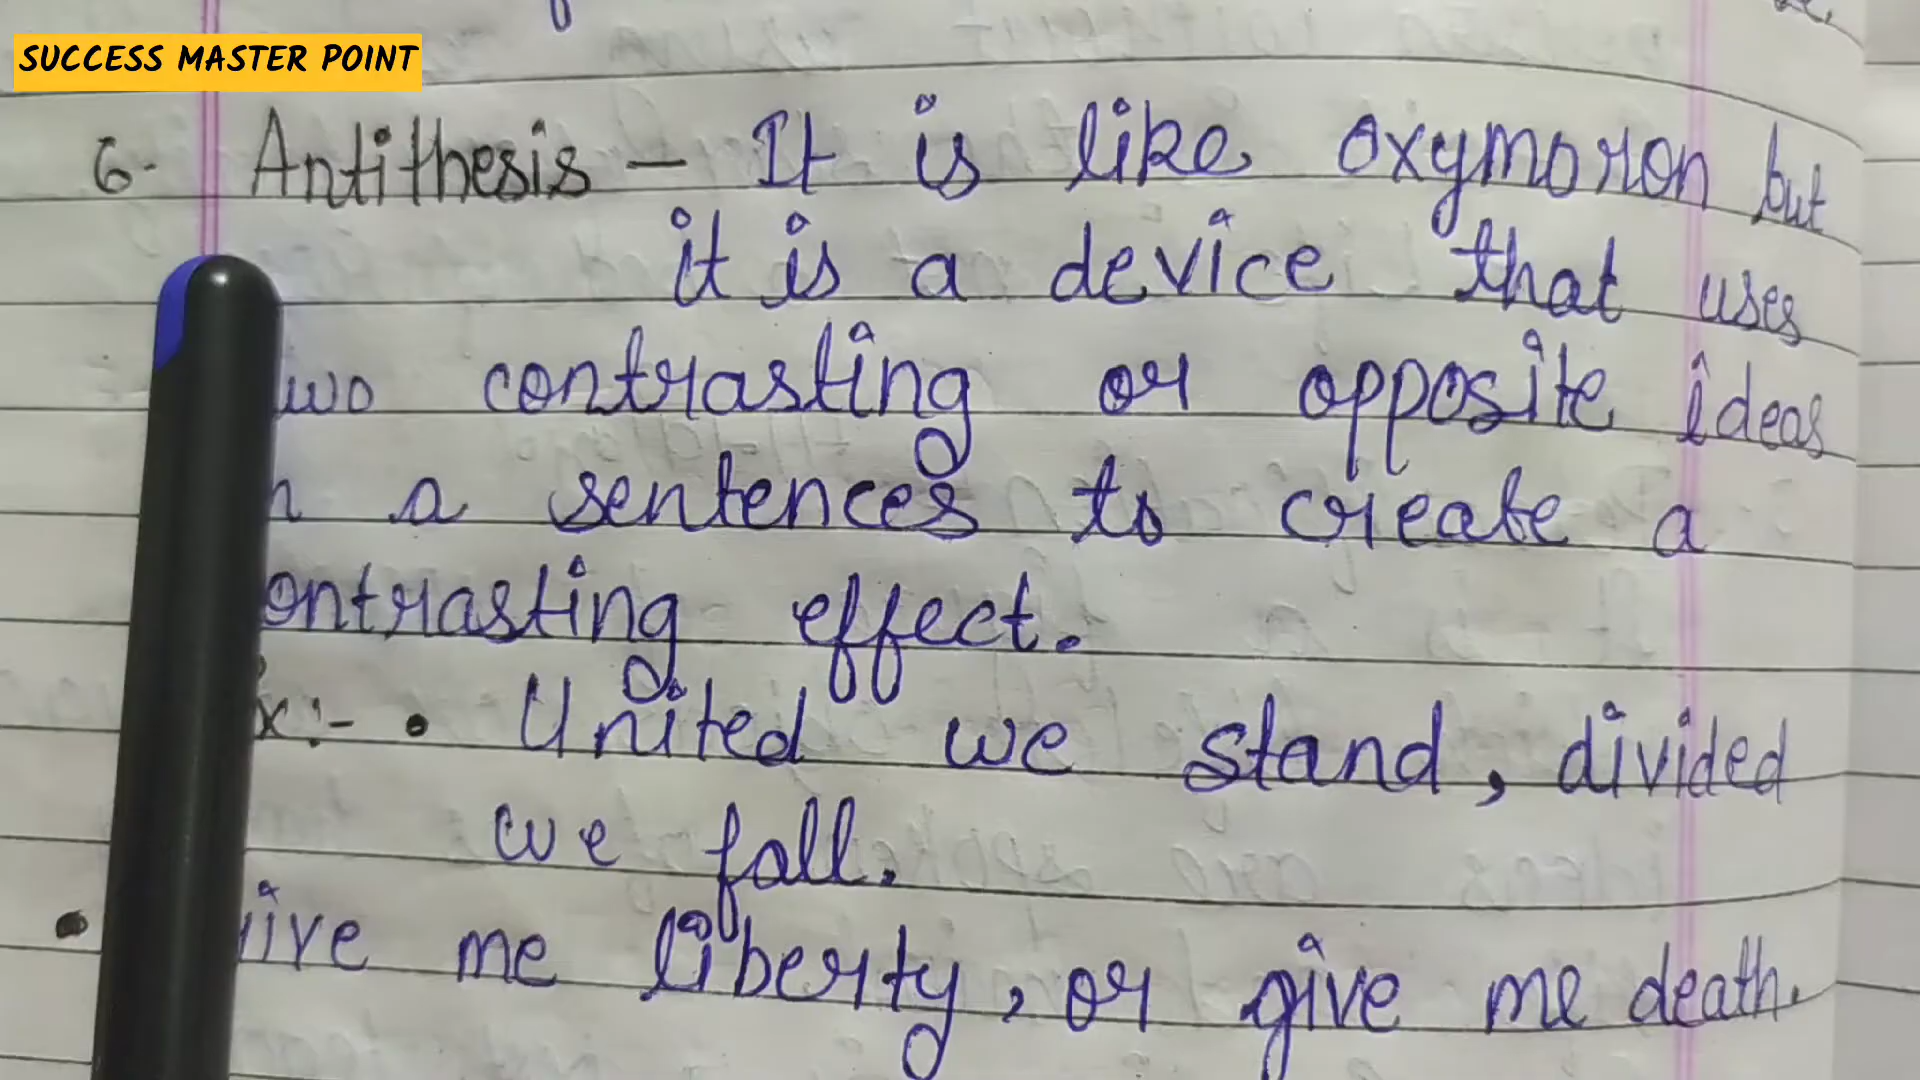 SUCCESS MASTER POINT
6. Antithesis - It is like oxymoron but
it is a device that uses
wo contrasting or opposite ideas
n a sentences to create a
ontrasting effect.
x:- • United we stand, divided
we fall.
• ive me liberty, or give me death.